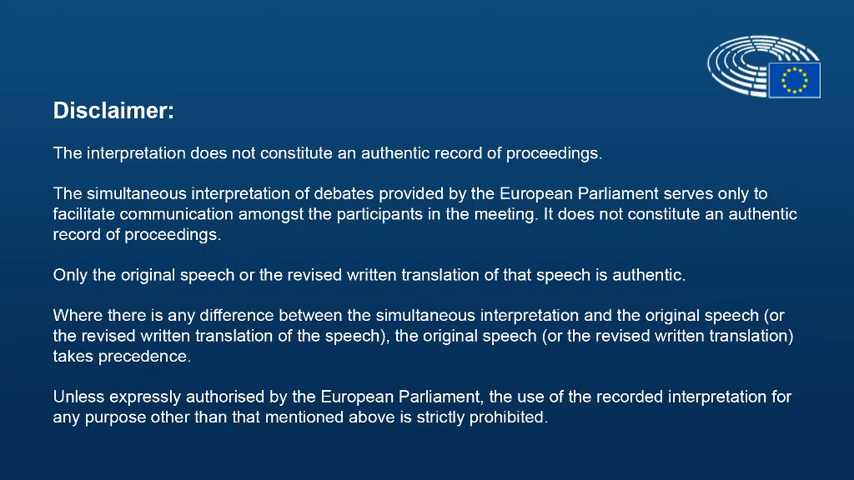 Disclaimer:
The interpretation does not constitute an authentic record of proceedings.
The simultaneous interpretation of debates provided by the European Parliament serves only to
facilitate communication amongst the participants in the meeting. It does not constitute an authentic
record of proceedings.
Only the original speech or the revised written translation of that speech is authentic.
Where there is any difference between the simultaneous interpretation and the original speech (or
the revised written translation of the speech), the original speech (or the revised written translation)
takes precedence.
Unless expressly authorised by the European Parliament, the use of the recorded interpretation for
any purpose other than that mentioned above is strictly prohibited.